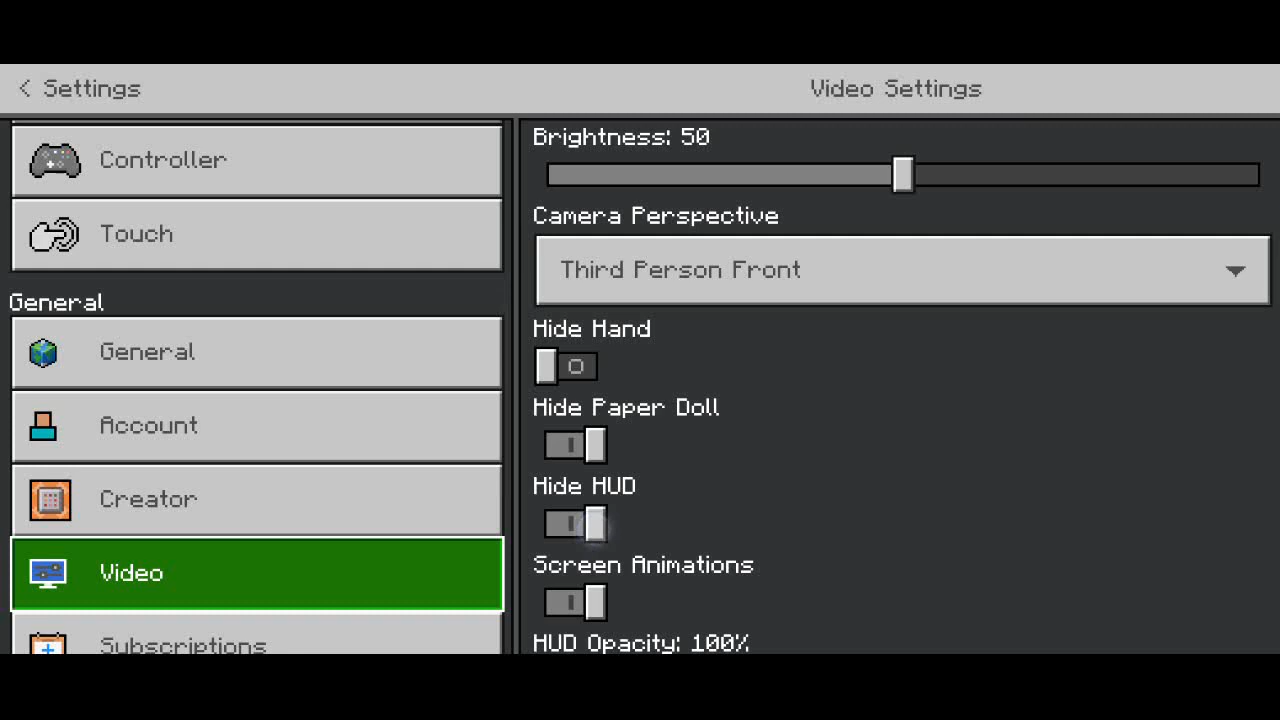 Settings
Video Settings
Controller
Touch
General
General
Account
Creator
Video
Subscriptions
Brightness: 50
Camera Perspective
Third Person Front
Hide Hand
Hide Paper Doll
Hide HUD
Screen Animations
HUD Opacity: 100%